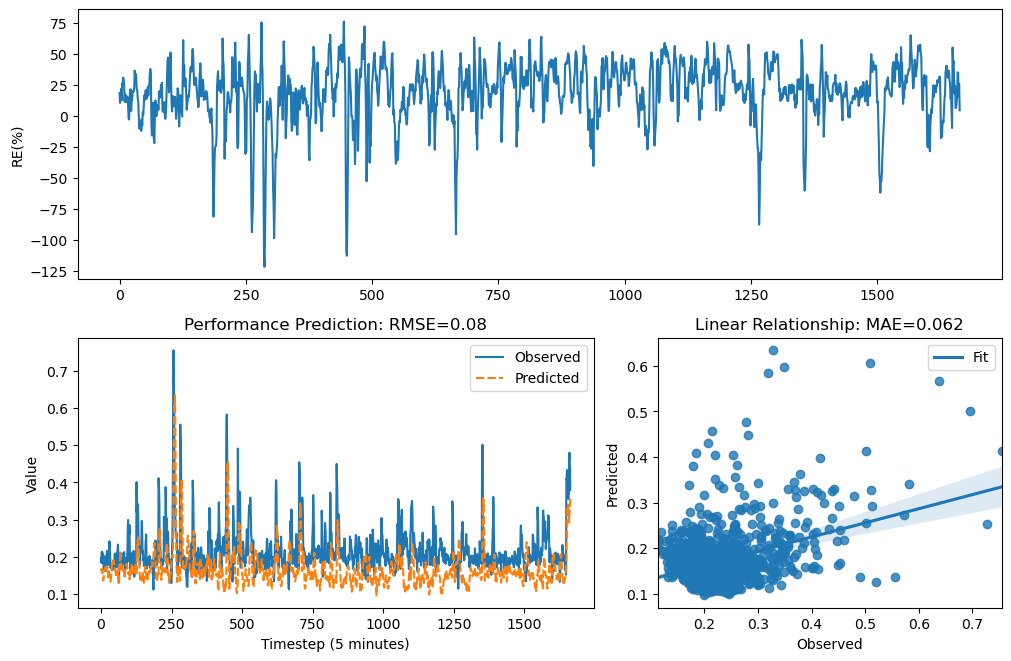 75
50
25
0
−25
−50
−75
−100
−125
RE(%)
0 250 500 750 1000 1250 1500
Performance Prediction: RMSE=0.08
Observed
Predicted
0.7
0.6
0.5
0.4
0.3
0.2
0.1
Value
0 250 500 750 1000 1250 1500
Timestep (5 minutes)
Linear Relationship: MAE=0.062
Fit
0.6
0.5
0.4
0.3
0.2
0.1
Predicted
0.2 0.3 0.4 0.5 0.6 0.7
Observed